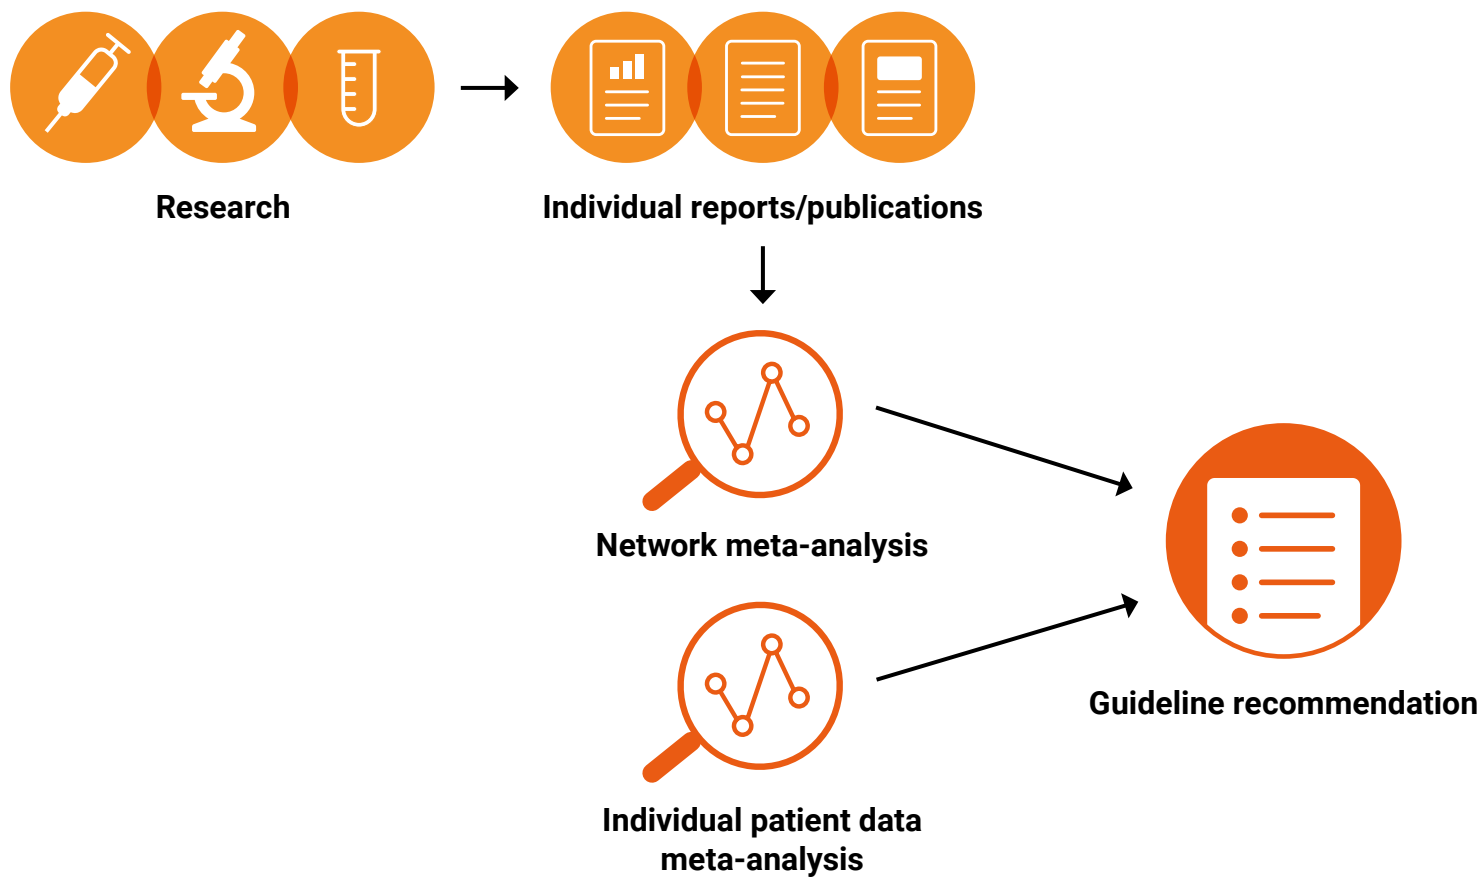 Research
Individual reports/publications
Network meta-analysis
Individual patient data
meta-analysis
Guideline recommendation